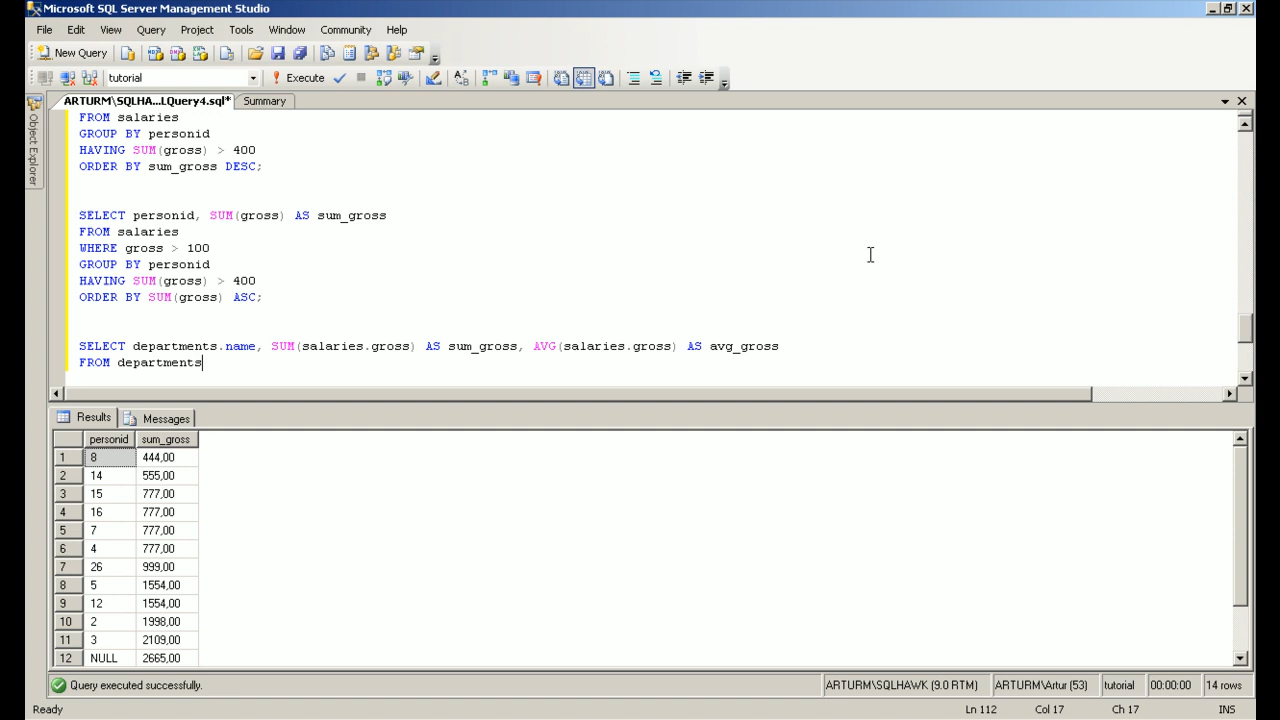 Microsoft SQL Server Management Studio
File Edit View Query Project Tools Window Community Help
New Query
tutorial Execute
ARTURM\SQLHA...LQuery4.sql* Summary
Object Explorer
FROM salaries
GROUP BY personid
HAVING SUM(gross) > 400
ORDER BY sum_gross DESC;
SELECT personid, SUM(gross) AS sum_gross
FROM salaries
WHERE gross > 100
GROUP BY personid
HAVING SUM(gross) > 400
ORDER BY SUM(gross) ASC;
SELECT departments.name, SUM(salaries.gross) AS sum_gross, AVG(salaries.gross) AS avg_gross
FROM departments
Results Messages
personid sum_gross
1 8 444,00
2 14 555,00
3 15 777,00
4 16 777,00
5 7 777,00
6 4 777,00
7 26 999,00
8 5 1554,00
9 12 1554,00
10 2 1998,00
11 3 2109,00
12 NULL 2665,00
Query executed successfully. ARTURM\SQLHAWK (9.0 RTM) ARTURM\Artur (53) tutorial 00:00:00 14 rows
Ready Ln 112 Col 17 Ch 17 INS